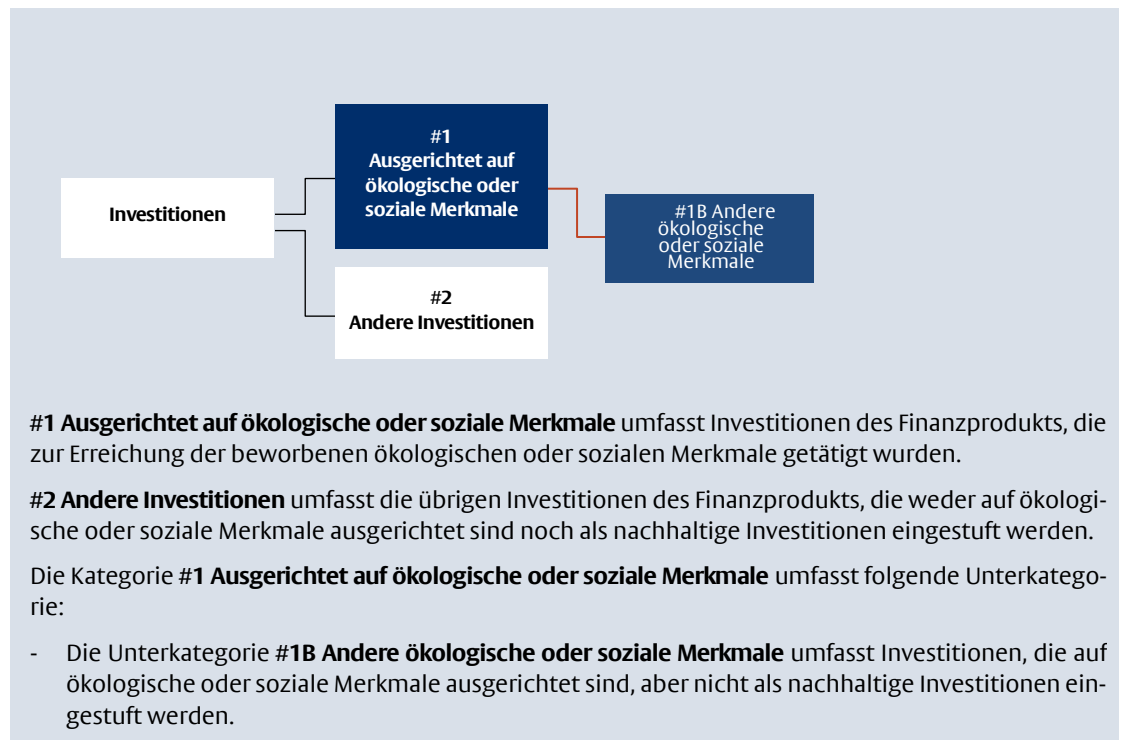 #1
Ausgerichtet auf
ökologische oder
soziale Merkmale
Investitionen
#1B Andere
ökologische
oder soziale
Merkmale
#2
Andere Investitionen
#1 Ausgerichtet auf ökologische oder soziale Merkmale umfasst Investitionen des Finanzprodukts, die
zur Erreichung der beworbenen ökologischen oder sozialen Merkmale getätigt wurden.
#2 Andere Investitionen umfasst die übrigen Investitionen des Finanzprodukts, die weder auf ökologi-
sche oder soziale Merkmale ausgerichtet sind noch als nachhaltige Investitionen eingestuft werden.
Die Kategorie #1 Ausgerichtet auf ökologische oder soziale Merkmale umfasst folgende Unterkatego-
rie:
- Die Unterkategorie #1B Andere ökologische oder soziale Merkmale umfasst Investitionen, die auf
ökologische oder soziale Merkmale ausgerichtet sind, aber nicht als nachhaltige Investitionen ein-
gestuft werden.